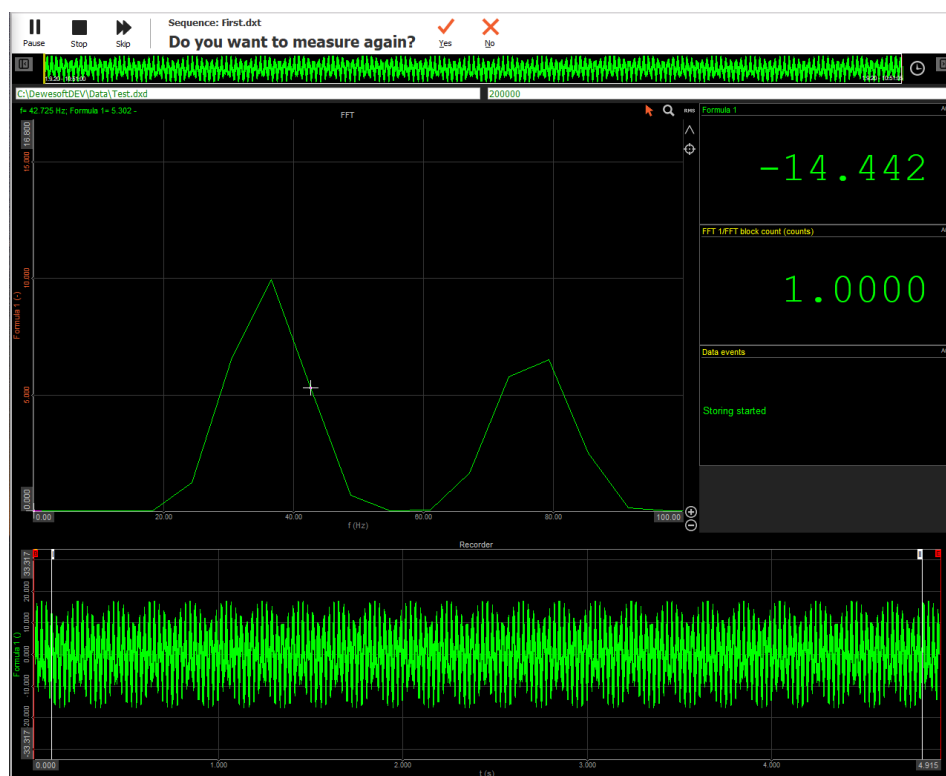 Sequence: First.dxt
Do you want to measure again?
Pause
Stop
Skip
Yes
No
C:\DewesoftDEV\Data\Test.dxd
200000
f= 42.725 Hz; Formula 1= 5.302 -
FFT
RMS
Formula 1
-14.442
FFT 1/FFT block count (counts)
1.0000
Data events
Storing started
16.800
15.000
10.000
5.000
-0.000
Formula 1 (-)
0.00
20.00
40.00
60.00
80.00
100.00
f (Hz)
Recorder
33.317
20.000
10.000
0.000
-10.000
-20.000
-33.317
Formula 1 ()
0.000
1.000
2.000
3.000
4.000
4.915
t (s)